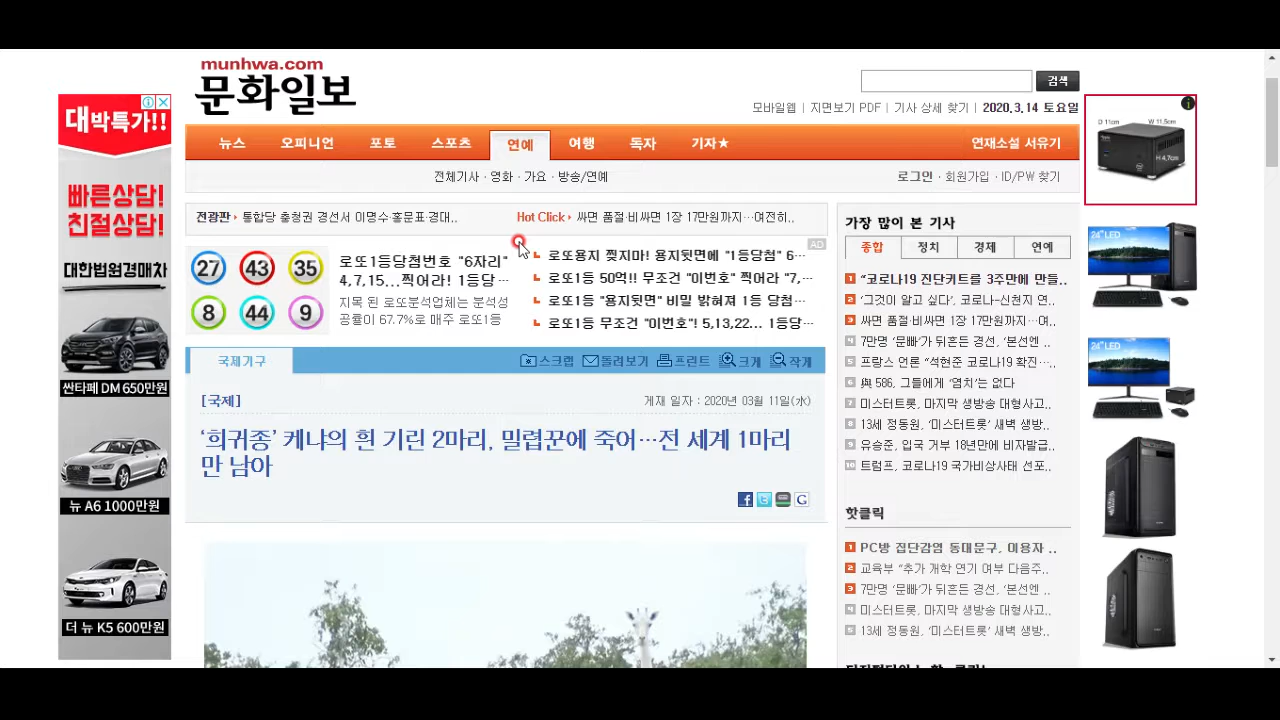 munhwa.com
문화일보
검색
모바일웹 | 지면보기 PDF | 기사 상세 찾기 | 2020.3.14 토요일
뉴스 오피니언 포토 스포츠 연예 여행 독자 기자★ 연재소설 서유기
전체기사 · 영화 · 가요 · 방송/연예
로그인 · 회원가입 · ID/PW 찾기
전광판 통합당 충청권 경선서 이명수·홍문표·경대..
Hot Click 싸면 품절·비싸면 1장 17만원까지…여전히..
AD
27 43 35
8 44 9
로또1등당첨번호 "6자리"
4,7,15... 찍어라! 1등당…
지목 된 로또분석업체는 분석성
공률이 67.7%로 매주 로또1등
로또용지 찢지마! 용지뒷면에 "1등당첨" 6…
로또1등 50억!! 무조건 "이번호" 찍어라 "7,…
로또1등 "용지뒷면" 비밀 밝혀져 1등 당첨…
로또1등 무조건 "이번호"! 5,13,22... 1등당…
국제기구
스크랩 돌려보기 프린트 크게 작게
[국제]
게재 일자 : 2020년 03월 11일(水)
‘희귀종’ 케냐의 흰 기린 2마리, 밀렵꾼에 죽어…전 세계 1마리
만 남아
f t G
가장 많이 본 기사
종합 정치 경제 연예
1 “코로나19 진단키트를 3주만에 만들..
2 ‘그것이 알고 싶다’, 코로나-신천지 연..
3 싸면 품절·비싸면 1장 17만원까지…여..
4 7만명 ‘문빠’가 뒤흔든 경선, ‘본선엔 ..
5 프랑스 언론 “석현준 코로나19 확진…..
6 與 586, 그들에게 ‘염치’는 없다
7 미스터트롯, 마지막 생방송 대형사고..
8 13세 정동원, ‘미스터트롯’ 새벽 생방..
9 유승준, 입국 거부 18년만에 비자발급..
10 트럼프, 코로나19 국가비상사태 선포..
핫클릭
1 PC방 집단감염 동대문구, 이용자 ..
2 교육부 “추가 개학 연기 여부 다음주..
3 7만명 ‘문빠’가 뒤흔든 경선, ‘본선엔 ..
4 미스터트롯, 마지막 생방송 대형사고..
5 13세 정동원, ‘미스터트롯’ 새벽 생방..
대박특가!!
빠른상담!
친절상담!
대한법원경매차
싼타페 DM 650만원
뉴 A6 1000만원
더 뉴 K5 600만원
D 11cm W 11.5cm
H 4.7cm
24" LED
24" LED